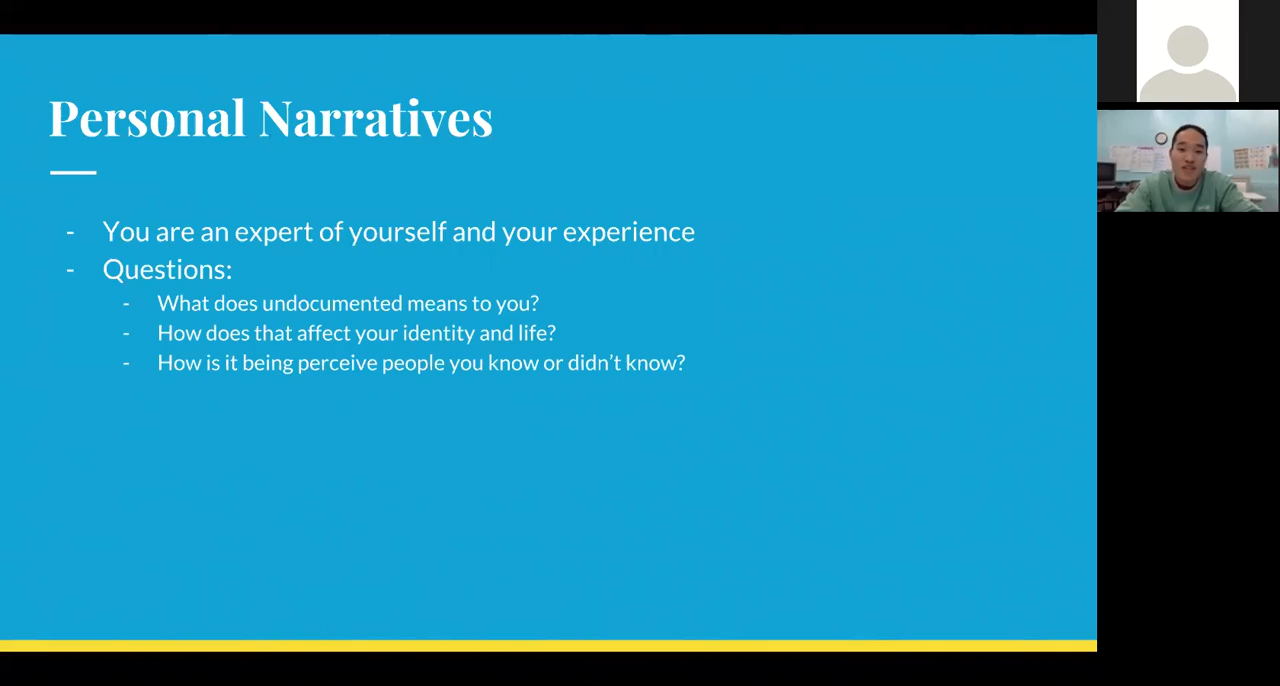 Personal Narratives
- You are an expert of yourself and your experience
- Questions:
- What does undocumented means to you?
- How does that affect your identity and life?
- How is it being perceive people you know or didn't know?